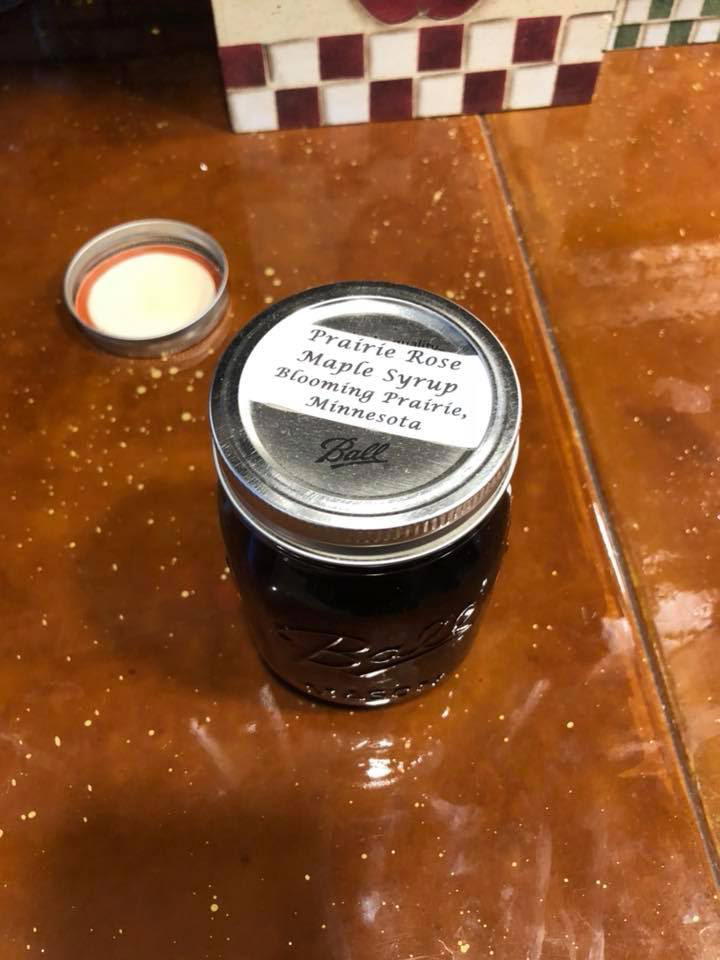 Prairie Rose
Maple Syrup
Blooming Prairie,
Minnesota
Ball
Ball
MASON